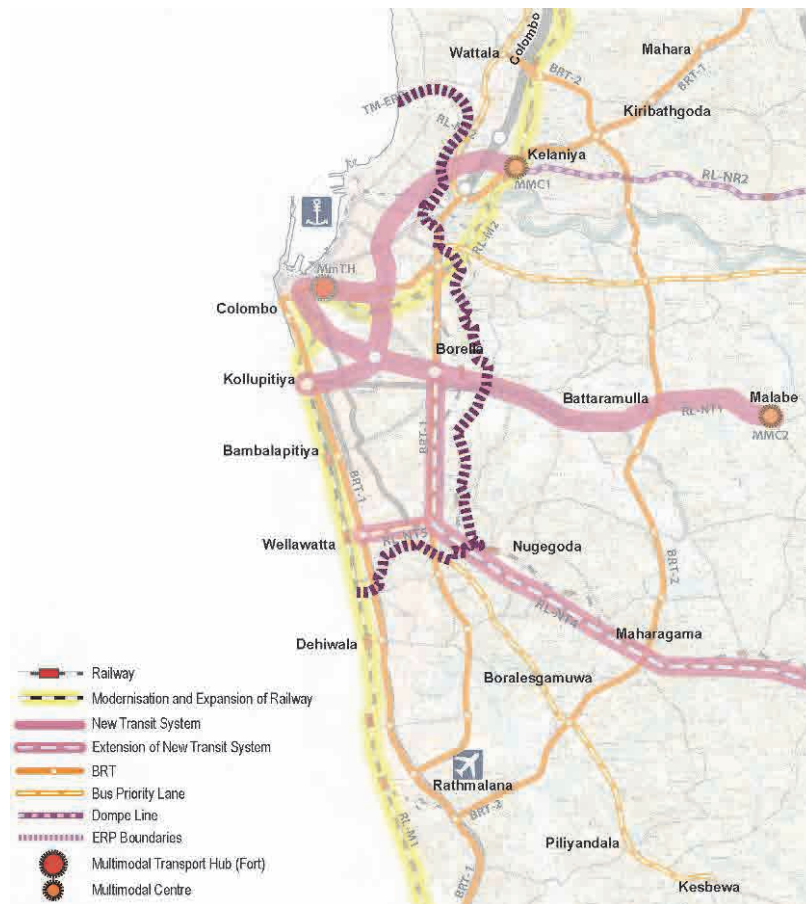 Colombo
Wattala
Mahara
BRT-2
BRT-1
TM-ERP
Kiribathgoda
Kelaniya
MMC1
RL-NR2
RL-M2
MmTH
Colombo
Borella
Kollupitiya
Battaramulla
Malabe
RL-NT1
MMC2
BRT-1
Bambalapitiya
BRT-1
Wellawatta
RL-NT5
Nugegoda
BRT-2
RL-NT4
Maharagama
Dehiwala
Boralesgamuwa
Rathmalana
BRT-2
RL-M1
Piliyandala
BRT-1
Kesbewa
Railway
Modernisation and Expansion of Railway
New Transit System
Extension of New Transit System
BRT
Bus Priority Lane
Dompe Line
ERP Boundaries
Multimodal Transport Hub (Fort)
Multimodal Centre